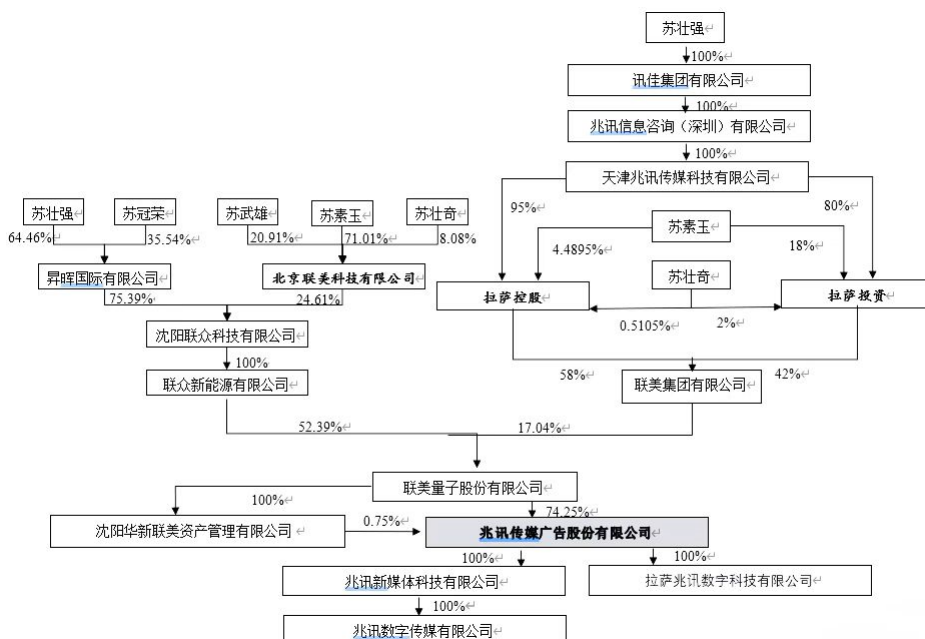 苏壮强
100%
讯佳集团有限公司
100%
兆讯信息咨询（深圳）有限公司
100%
天津兆讯传媒科技有限公司
95%
80%
苏壮强
苏冠荣
苏武雄
苏素玉
苏壮奇
64.46%
35.54%
20.91%
71.01%
8.08%
苏素玉
4.4895%
18%
昇晖国际有限公司
北京联美科技有限公司
苏壮奇
75.39%
24.61%
拉萨控股
拉萨投资
0.5105%
2%
沈阳联众科技有限公司
100%
58%
42%
联众新能源有限公司
联美集团有限公司
52.39%
17.04%
联美量子股份有限公司
100%
74.25%
沈阳华新联美资产管理有限公司
0.75%
兆讯传媒广告股份有限公司
100%
100%
兆讯新媒体科技有限公司
拉萨兆讯数字科技有限公司
100%
兆讯数字传媒有限公司